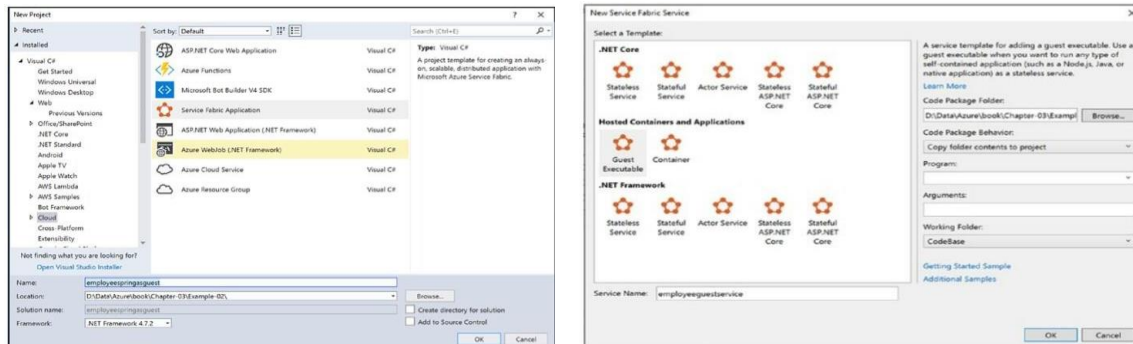 New Project
? ×
Recent
Installed
Visual C#
Get Started
Windows Universal
Windows Desktop
Web
Previous Versions
Office/SharePoint
.NET Core
.NET Standard
Android
Apple TV
Apple Watch
AWS Lambda
AWS Samples
Bot Framework
Cloud
Cross-Platform
Extensibility
Not finding what you are looking for?
Open Visual Studio Installer
Sort by: Default
Search (Ctrl+E)
ASP.NET Core Web Application Visual C#
Azure Functions Visual C#
Microsoft Bot Builder V4 SDK Visual C#
Service Fabric Application Visual C#
ASP.NET Web Application (.NET Framework) Visual C#
Azure WebJob (.NET Framework) Visual C#
Azure Cloud Service Visual C#
Azure Resource Group Visual C#
Type: Visual C#
A project template for creating an always-
on, scalable, distributed application with
Microsoft Azure Service Fabric.
Name: employeespringasguest
Location: D:\Data\Azure\book\Chapter-03\Example-02\
Browse...
Solution name: employeespringasguest
Create directory for solution
Framework: .NET Framework 4.7.2
Add to Source Control
OK Cancel
New Service Fabric Service
Select a Template:
.NET Core
Stateless Service
Stateful Service
Actor Service
Stateless ASP.NET Core
Stateful ASP.NET Core
Hosted Containers and Applications
Guest Executable
Container
.NET Framework
Stateless Service
Stateful Service
Actor Service
Stateless ASP.NET Core
Stateful ASP.NET Core
A service template for adding a guest executable. Use a
guest executable when you want to run any type of
self-contained application (such as a Node.js, Java, or
native application) as a stateless service.
Learn More
Code Package Folder:
D:\Data\Azure\book\Chapter-03\Exampl Browse...
Code Package Behavior:
Copy folder contents to project
Program:
Arguments:
Working Folder:
CodeBase
Getting Started Sample
Additional Samples
Service Name: employeeguestservice
OK Cancel